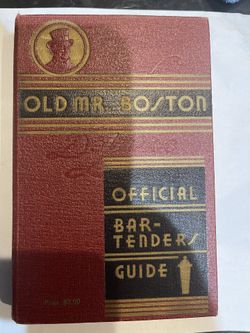 OLD MR. BOSTON
OFFICIAL
BAR-
TENDERS
GUIDE